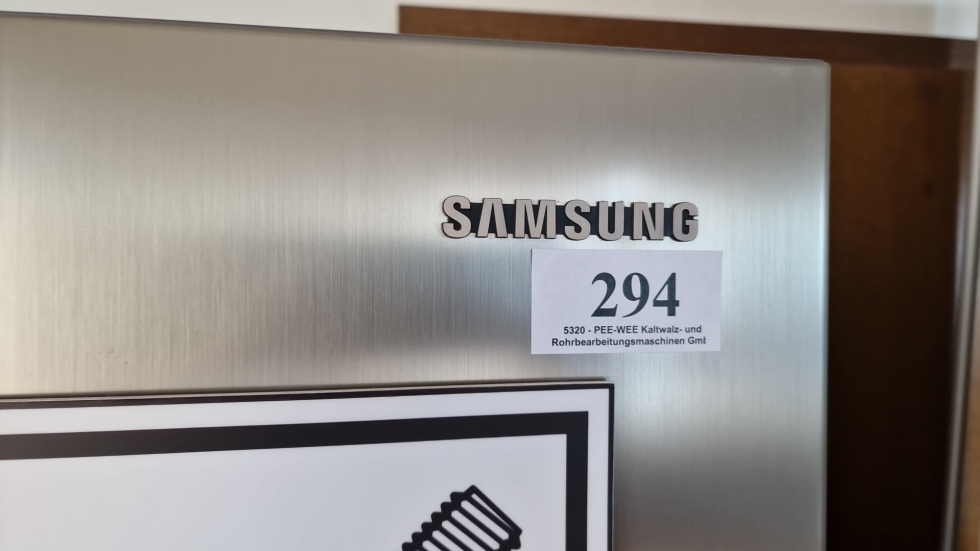 SAMSUNG
294
5320 - PEE-WEE Kaltwalz- und
Rohrbearbeitungsmaschinen Gmb